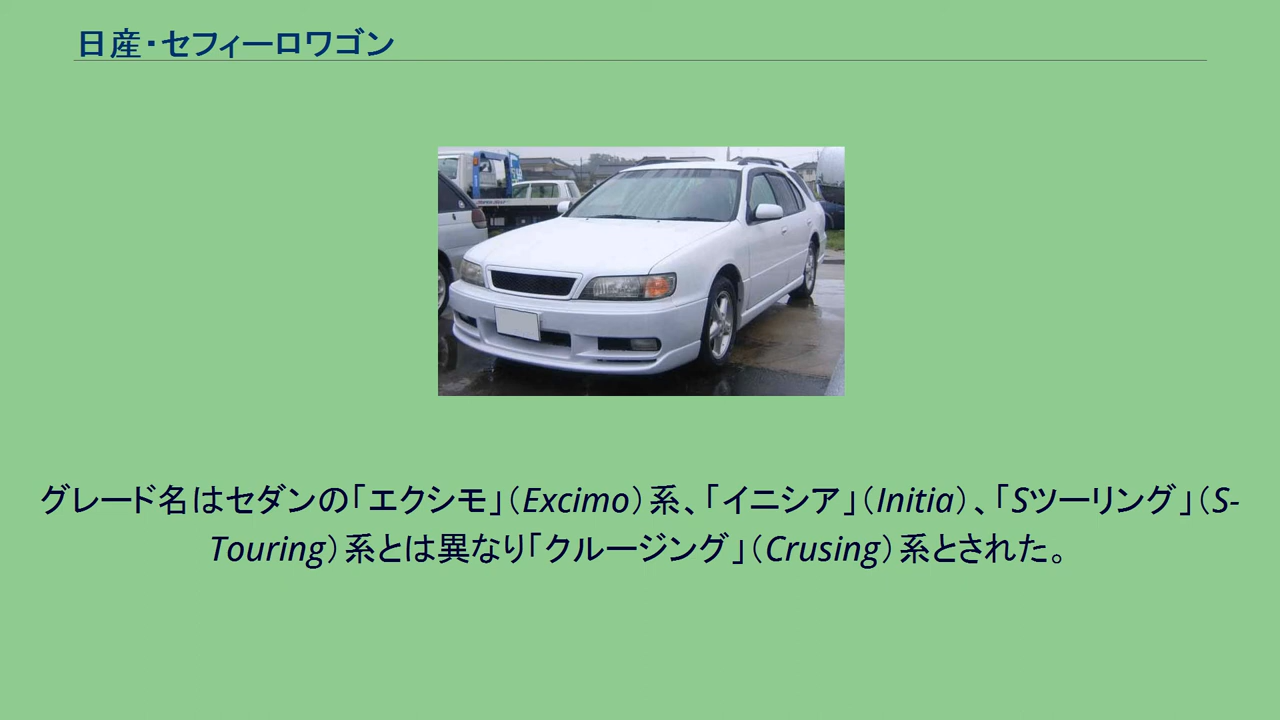 日産・セフィーロワゴン
グレード名はセダンの「エクシモ」（Excimo）系、「イニシア」（Initia）、「Sツーリング」（S-
Touring）系とは異なり「クルージング」（Crusing）系とされた。